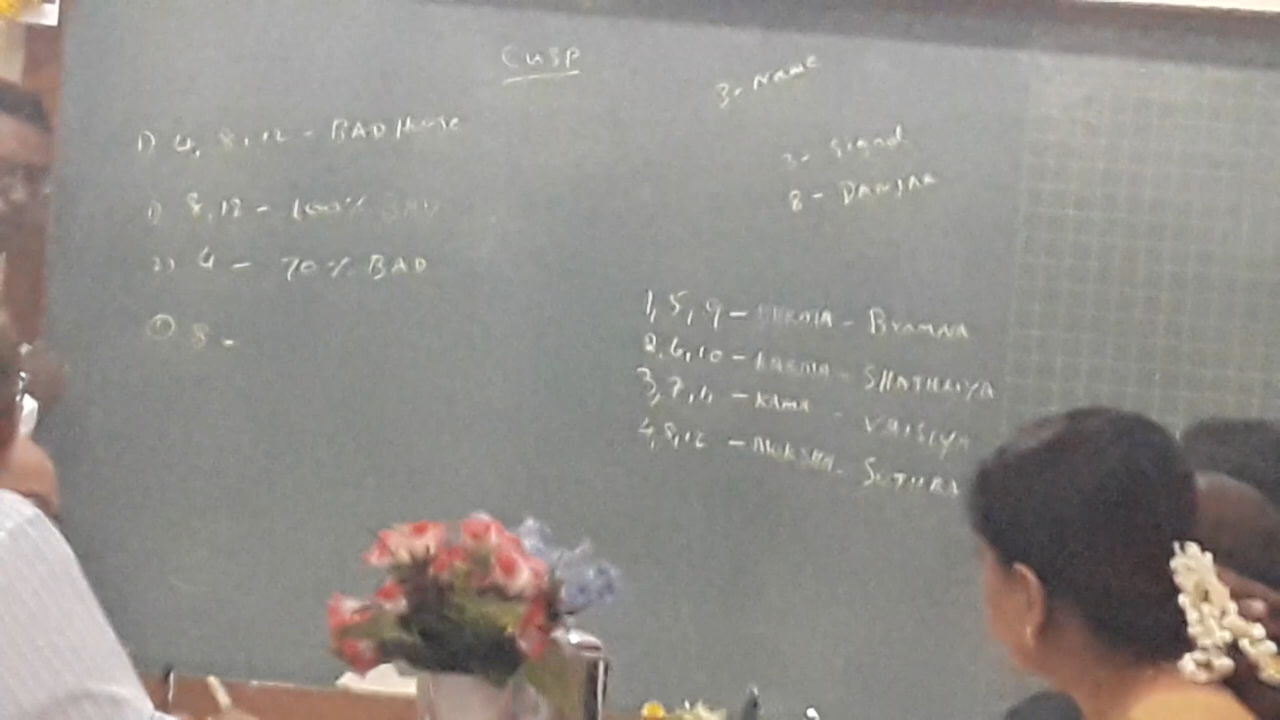 CUSP
1) 4, 8, 12 - BAD House
1) 8, 12 - 100%
2) 4 - 70% BAD
① 8 -
3 - Name
3 - Signal
8 -
1, 5, 9 - - Bramna
2, 6, 10 - - SHATHRIYA
3, 7, 11 - KAMA - VAISIYA
4, 8, 12 - MOKSHA - SUTHRA